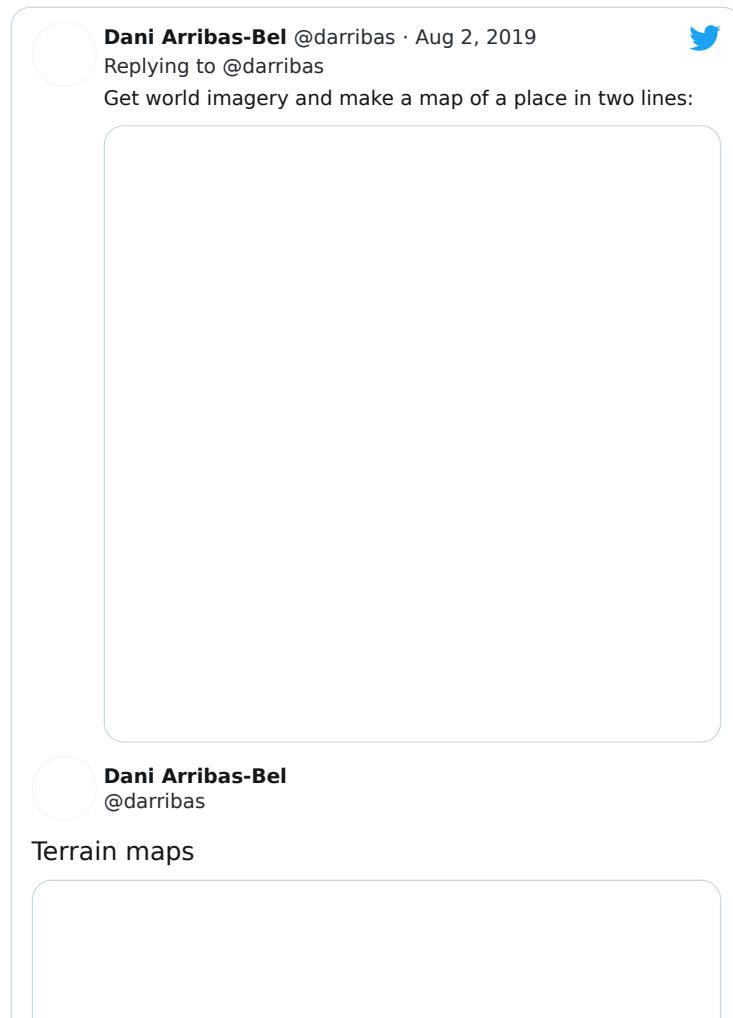 Dani Arribas-Bel @darribas · Aug 2, 2019
Replying to @darribas
Get world imagery and make a map of a place in two lines:
Dani Arribas-Bel
@darribas
Terrain maps